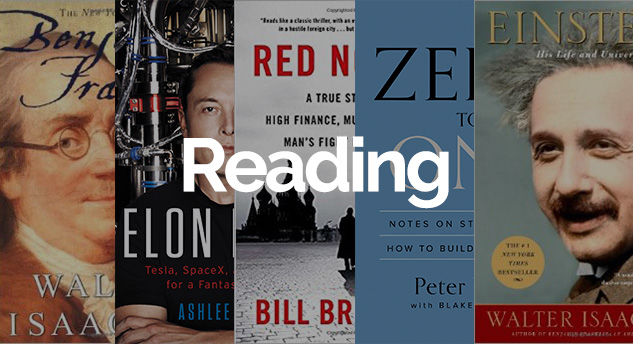 THE NEW YO
Benj
Fra
WAL
ISAAC
ELON
Tesla, SpaceX,
for a Fantas
ASHLEE
"Reads like a classic thriller, with an e
in a hostile foreign city . . . but
RED N
A TRUE ST
HIGH FINANCE, MU
MAN'S FIG
BILL BR
ZE
TO
ON
NOTES ON ST
HOW TO BUILD
Peter
with BLAKE
EINSTE
His Life and Univer
THE #1
NEW YORK
TIMES
BESTSELLER
WALTER ISAAC
Reading